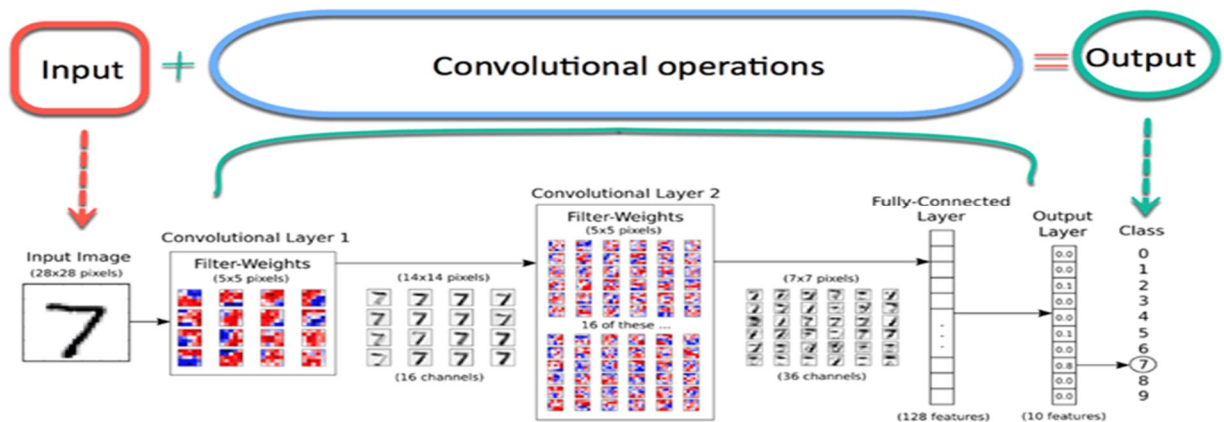 Input + Convolutional operations = Output
Convolutional Layer 2
Fully-Connected
Layer
Output
Layer
Class
Convolutional Layer 1
Filter-Weights
(5x5 pixels)
Input Image
(28x28 pixels)
Filter-Weights
(5x5 pixels)
(14x14 pixels)
(7x7 pixels)
16 of these ...
(16 channels)
(36 channels)
(128 features)
(10 features)
7
0.0
0.0
0.1
0.0
0.0
0.1
0.0
0.8
0.0
0.0
0
1
2
3
4
5
6
7
8
9